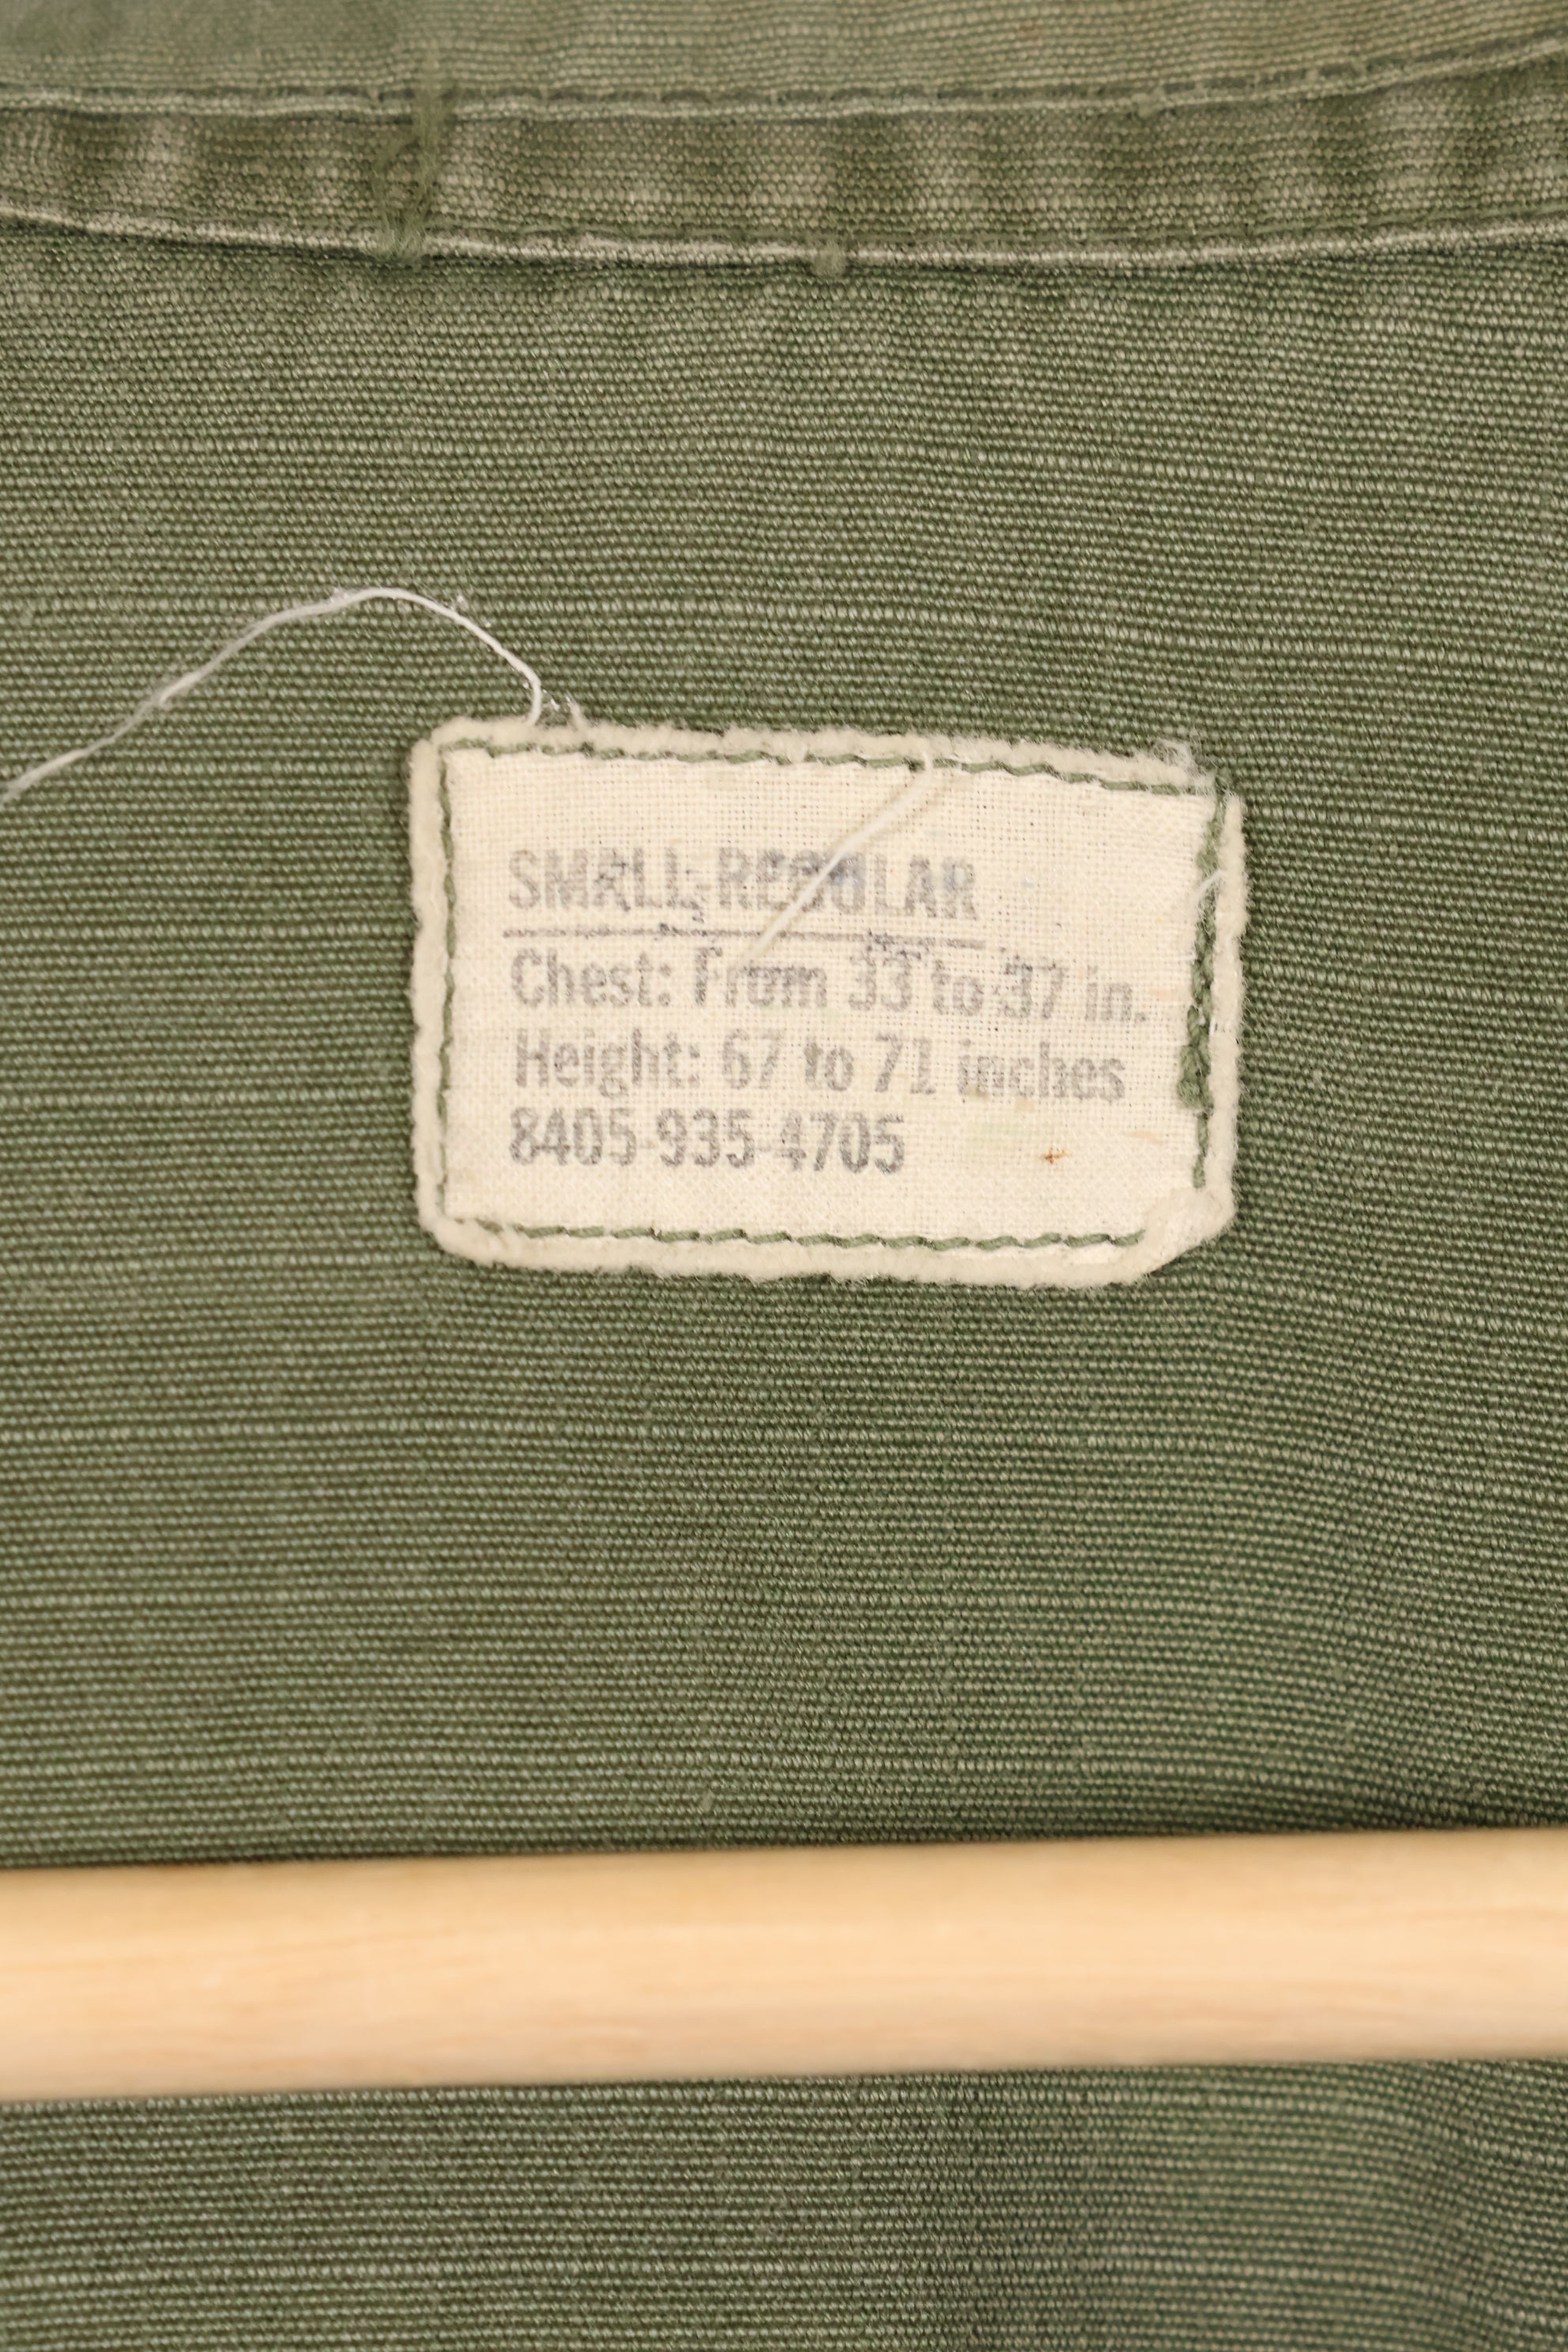 SMALL-REGULAR
Chest: From 33 to 37 in.
Height: 67 to 71 inches
8405-935-4705